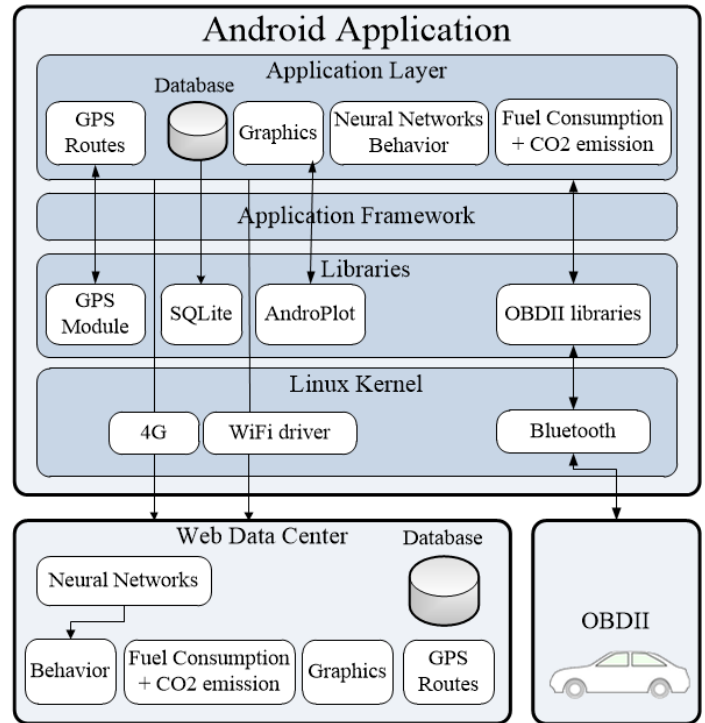 Android Application
Application Layer
Database
GPS
Routes
Graphics
Neural Networks
Behavior
Fuel Consumption
+ CO2 emission
Application Framework
Libraries
GPS
Module
SQLite
AndroPlot
OBDII libraries
Linux Kernel
4G
WiFi driver
Bluetooth
Web Data Center
Database
Neural Networks
Behavior
Fuel Consumption
+ CO2 emission
Graphics
GPS
Routes
OBDII